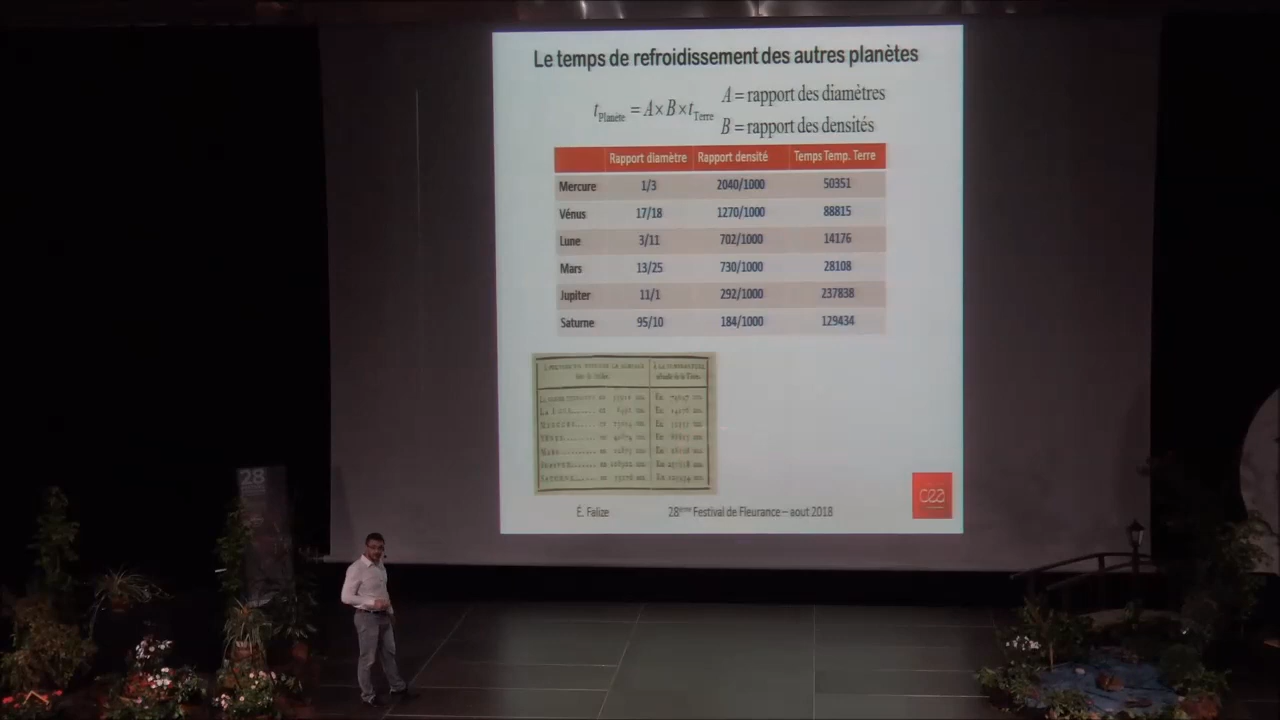 Le temps de refroidissement des autres planètes
t Planète = A × B × t Terre
A = rapport des diamètres
B = rapport des densités
Rapport diamètre Rapport densité Temps Temp. Terre
Mercure 1/3 2040/1000 50351
Vénus 17/18 1270/1000 88815
Lune 3/11 702/1000 14176
Mars 13/25 730/1000 28108
Jupiter 11/1 292/1000 237838
Saturne 95/10 184/1000 129434
É. Falize 28ème Festival de Fleurance – aout 2018
cea
28